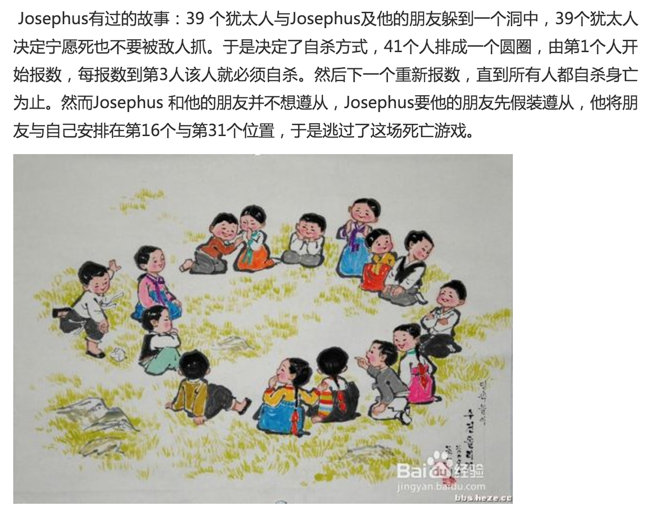 Josephus有过的故事：39 个犹太人与Josephus及他的朋友躲到一个洞中，39个犹太人
决定宁愿死也不要被敌人抓。于是决定了自杀方式，41个人排成一个圆圈，由第1个人开
始报数，每报数到第3人该人就必须自杀。然后下一个重新报数，直到所有人都自杀身亡
为止。然而Josephus 和他的朋友并不想遵从，Josephus要他的朋友先假装遵从，他将朋
友与自己安排在第16个与第31个位置，于是逃过了这场死亡游戏。
Baidu经验
jingyan.baidu.com
bbs.heze.cc